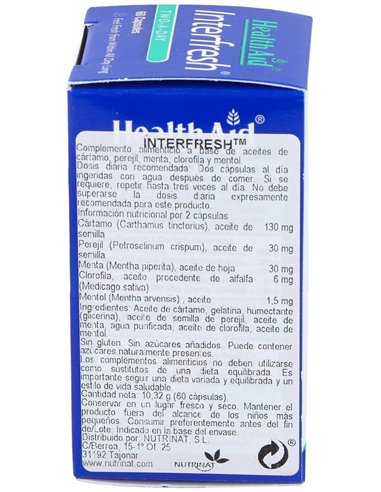 HealthAid
Interfresh®
TWO-A-DAY
60 Capsules
HealthAid®
INTERFRESH™
Complemento alimenticio a base de aceites de
cártamo, perejil, menta, clorofila y mentol.
Dosis diaria recomendada: Dos cápsulas al día
ingeridas con agua después de comer. Si se
requiere, repetir hasta tres veces al día. No debe
superarse la dosis diaria expresamente
recomendada para este producto.
Información nutricional por 2 cápsulas
Cártamo (Carthamus tinctorius), aceite de 130 mg
semilla
Perejil (Petroselinum crispum), aceite de 30 mg
semilla
Menta (Mentha piperita), aceite de hoja 30 mg
Clorofila, aceite procedente de alfalfa 6 mg
(Medicago sativa)
Mentol (Mentha arvensis) , aceite 1,5 mg
Ingredientes: Aceite de cártamo, gelatina, humectante
(glicerina), aceite de semilla de perejil, aceite de
menta, agua purificada, aceite de clorofila, aceite de
mentol.
Sin gluten. Sin azúcares añadidos. Puede contener
azúcares naturalmente presentes.
Los complementos alimenticios no deben utilizarse
como sustitutos de una dieta equilibrada. Es
importante seguir una dieta variada y equilibrada y un
estilo de vida saludable.
Cantidad neta: 10,32 g (60 cápsulas).
Conservar en un lugar fresco y seco. Mantener el
producto fuera del alcance de los niños más
pequeños. Consumir preferentemente antes del fin
de/Lote: Indicado en la base del envase.
Distribuido por: NUTRINAT, S.L.
C/Berroa, 15-1º Of. 25
31192 Tajonar
www.nutrinat.com
NUTRINAT